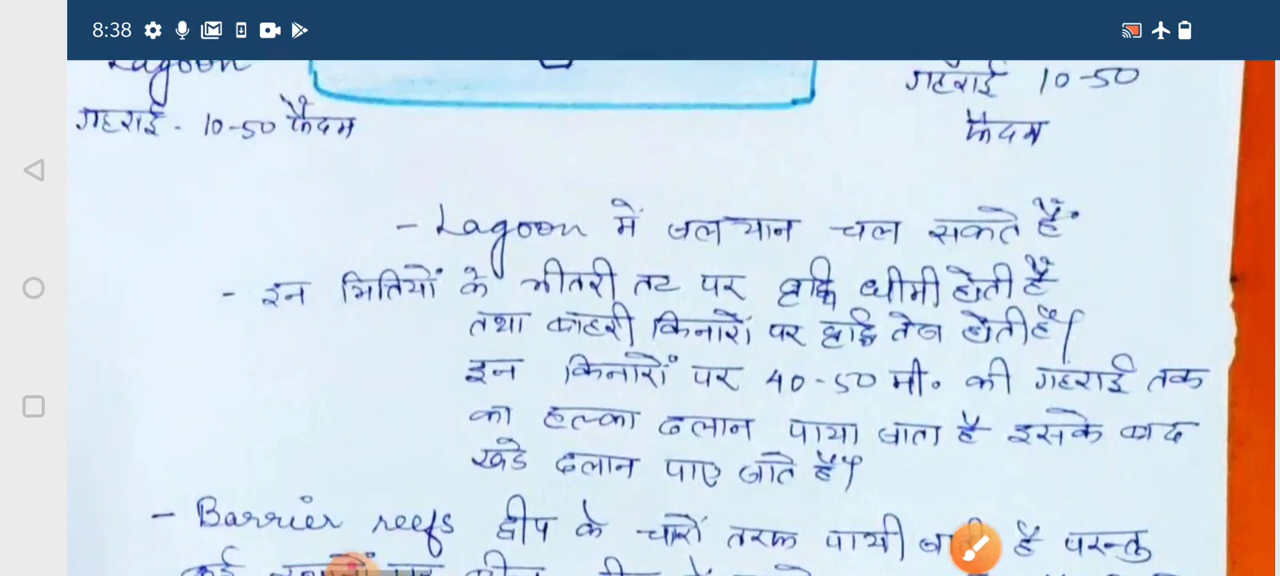 8:38
Lagoon
गहराई 10-50
गहराई - 10-50 फैदम
फैदम
- Lagoon में जलयान चल सकते हैं
- इन भित्तियों के भीतरी तट पर वृद्धि धीमी होती है
तथा बाहरी किनारों पर वृद्धि तेज होती है।
इन किनारों पर 40-50 मी. की गहराई तक
का हल्का ढलान पाया जाता है इसके बाद
खडे ढलान पाए जाते हैं।
- Barrier reefs द्वीप के चारों तरफ पायी है परन्तु